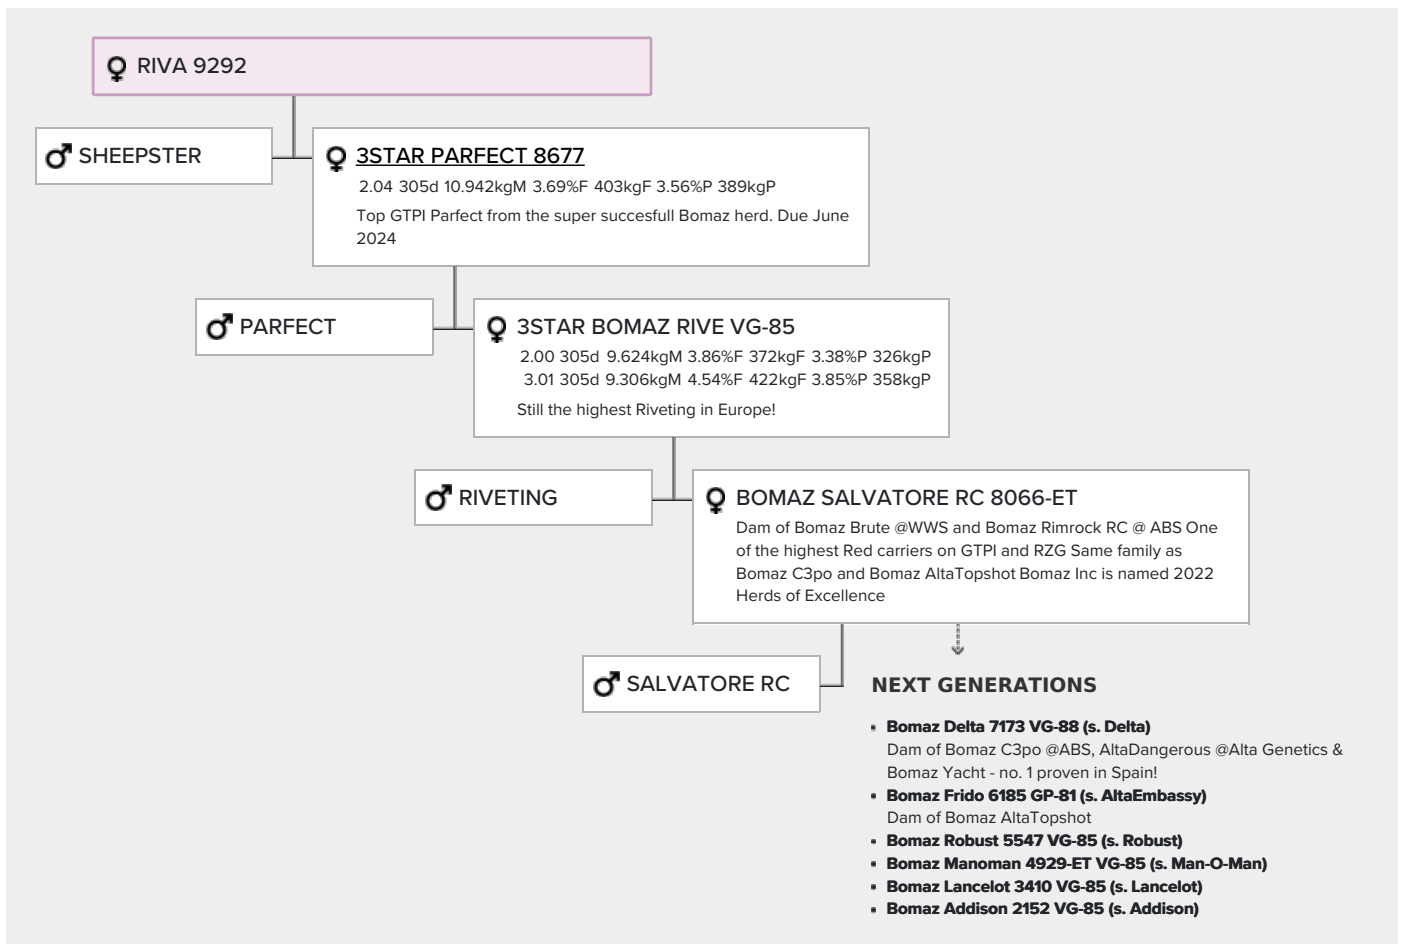 RIVA 9292
SHEEPSTER
3STAR PARFECT 8677
2.04 305d 10.942kgM 3.69%F 403kgF 3.56%P 389kgP
Top GTPI Parfect from the super succesfull Bomaz herd. Due June
2024
PARFECT
3STAR BOMAZ RIVE VG-85
2.00 305d 9.624kgM 3.86%F 372kgF 3.38%P 326kgP
3.01 305d 9.306kgM 4.54%F 422kgF 3.85%P 358kgP
Still the highest Riveting in Europe!
RIVETING
BOMAZ SALVATORE RC 8066-ET
Dam of Bomaz Brute @WWS and Bomaz Rimrock RC @ ABS One
of the highest Red carriers on GTPI and RZG Same family as
Bomaz C3po and Bomaz AltaTopshot Bomaz Inc is named 2022
Herds of Excellence
SALVATORE RC
NEXT GENERATIONS
▪ Bomaz Delta 7173 VG-88 (s. Delta)
Dam of Bomaz C3po @ABS, AltaDangerous @Alta Genetics &
Bomaz Yacht - no. 1 proven in Spain!
▪ Bomaz Frido 6185 GP-81 (s. AltaEmbassy)
Dam of Bomaz AltaTopshot
▪ Bomaz Robust 5547 VG-85 (s. Robust)
▪ Bomaz Manoman 4929-ET VG-85 (s. Man-O-Man)
▪ Bomaz Lancelot 3410 VG-85 (s. Lancelot)
▪ Bomaz Addison 2152 VG-85 (s. Addison)